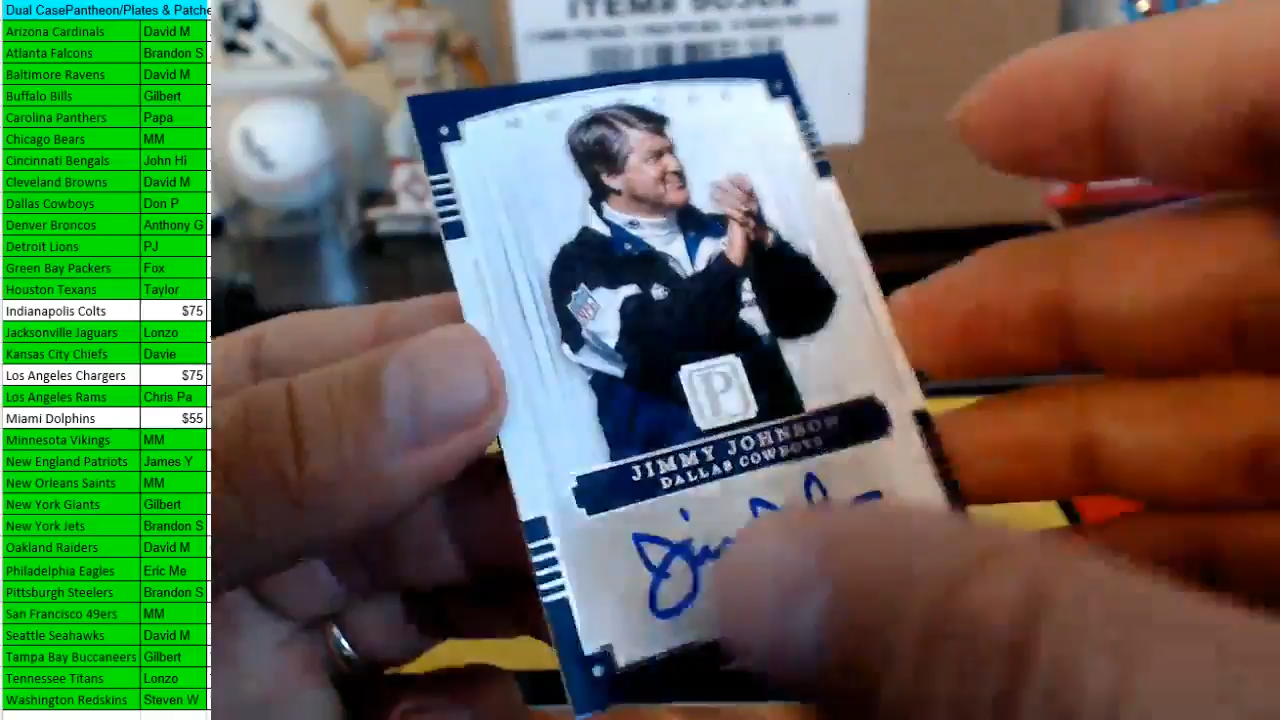 Dual CasePantheon/Plates & Patche
Arizona Cardinals David M
Atlanta Falcons Brandon S
Baltimore Ravens David M
Buffalo Bills Gilbert
Carolina Panthers Papa
Chicago Bears MM
Cincinnati Bengals John Hi
Cleveland Browns David M
Dallas Cowboys Don P
Denver Broncos Anthony G
Detroit Lions PJ
Green Bay Packers Fox
Houston Texans Taylor
Indianapolis Colts $75
Jacksonville Jaguars Lonzo
Kansas City Chiefs Davie
Los Angeles Chargers $75
Los Angeles Rams Chris Pa
Miami Dolphins $55
Minnesota Vikings MM
New England Patriots James Y
New Orleans Saints MM
New York Giants Gilbert
New York Jets Brandon S
Oakland Raiders David M
Philadelphia Eagles Eric Me
Pittsburgh Steelers Brandon S
San Francisco 49ers MM
Seattle Seahawks David M
Tampa Bay Buccaneers Gilbert
Tennessee Titans Lonzo
Washington Redskins Steven W
ITEM#
NFL
P
JIMMY JOHNSON
DALLAS COWBOYS